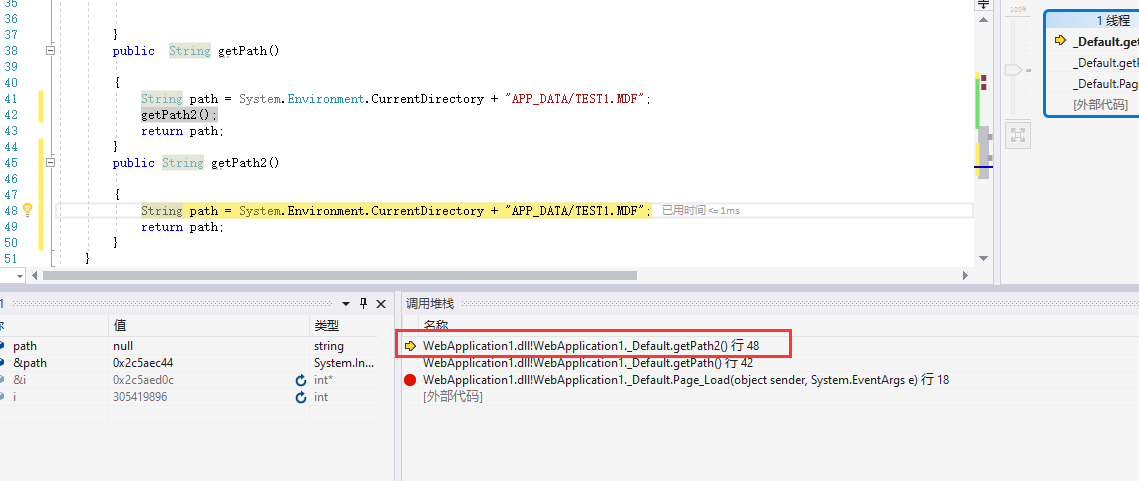 35
36
37 }
38 public String getPath()
39
40 {
41 String path = System.Environment.CurrentDirectory + "APP_DATA/TEST1.MDF";
42 getPath2();
43 return path;
44 }
45 public String getPath2()
46
47 {
48 String path = System.Environment.CurrentDirectory + "APP_DATA/TEST1.MDF"; 已用时间<=1ms
49 return path;
50 }
51 }
100%
1 线程
_Default.get
_Default.getP
_Default.Pag
[外部代码]
1
值 类型
path null string
&path 0x2c5aec44 System.In...
&i 0x2c5aed0c int*
i 305419896 int
调用堆栈
名称
WebApplication1.dll!WebApplication1._Default.getPath2() 行 48
WebApplication1.dll!WebApplication1._Default.getPath() 行 42
WebApplication1.dll!WebApplication1._Default.Page_Load(object sender, System.EventArgs e) 行 18
[外部代码]